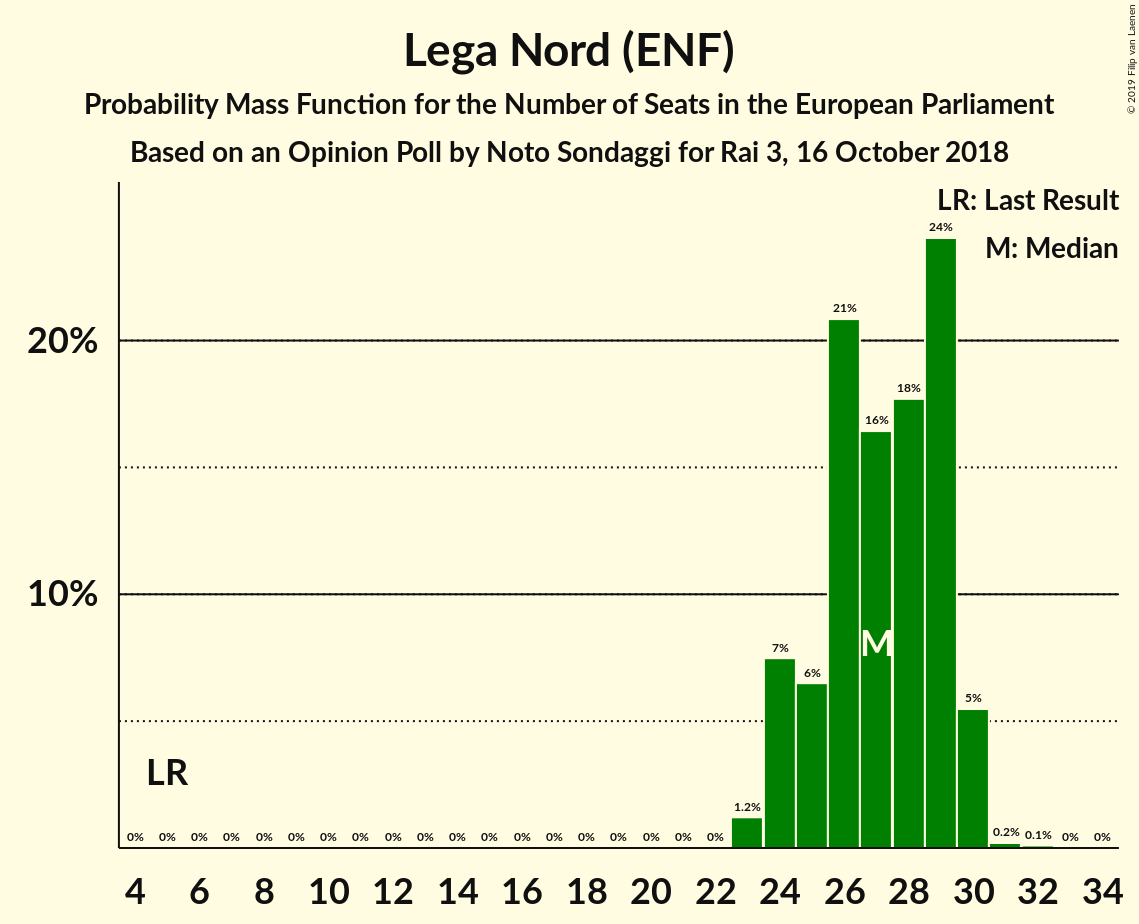 Lega Nord (ENF)
Probability Mass Function for the Number of Seats in the European Parliament
Based on an Opinion Poll by Noto Sondaggi for Rai 3, 16 October 2018
© 2019 Filip van Laenen
LR: Last Result
M: Median
20%
10%
LR
M
0% 0% 0% 0% 0% 0% 0% 0% 0% 0% 0% 0% 0% 0% 0% 0% 0% 0% 0% 1.2% 7% 6% 21% 16% 18% 24% 5% 0.2% 0.1% 0% 0%
4 6 8 10 12 14 16 18 20 22 24 26 28 30 32 34